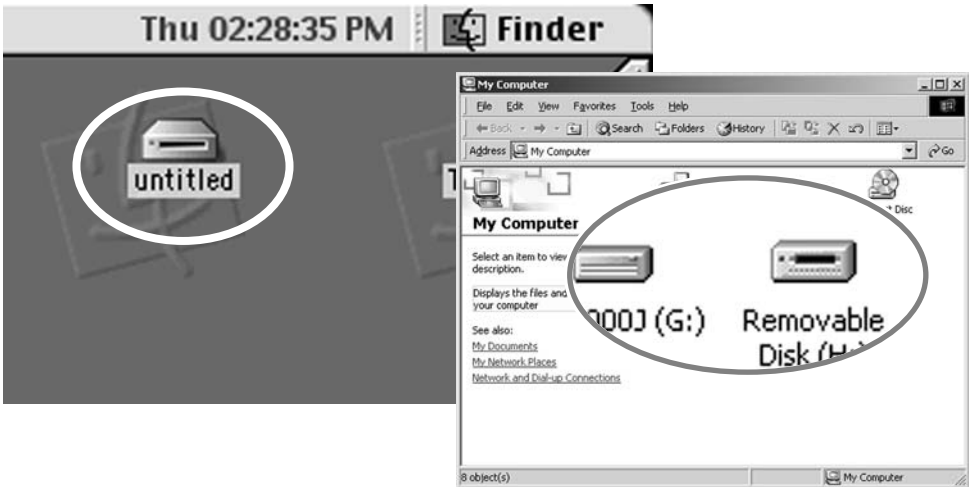 Thu 02:28:35 PM Finder
untitled
My Computer
File Edit View Favorites Tools Help
Back Search Folders History
Address My Computer Go
Disc
My Computer
Select an item to view
description.
Displays the files and
your computer
See also:
My Documents
My Network Places
Network and Dial-up Connections
(G:)
Removable
Disk (H:)
8 object(s) My Computer